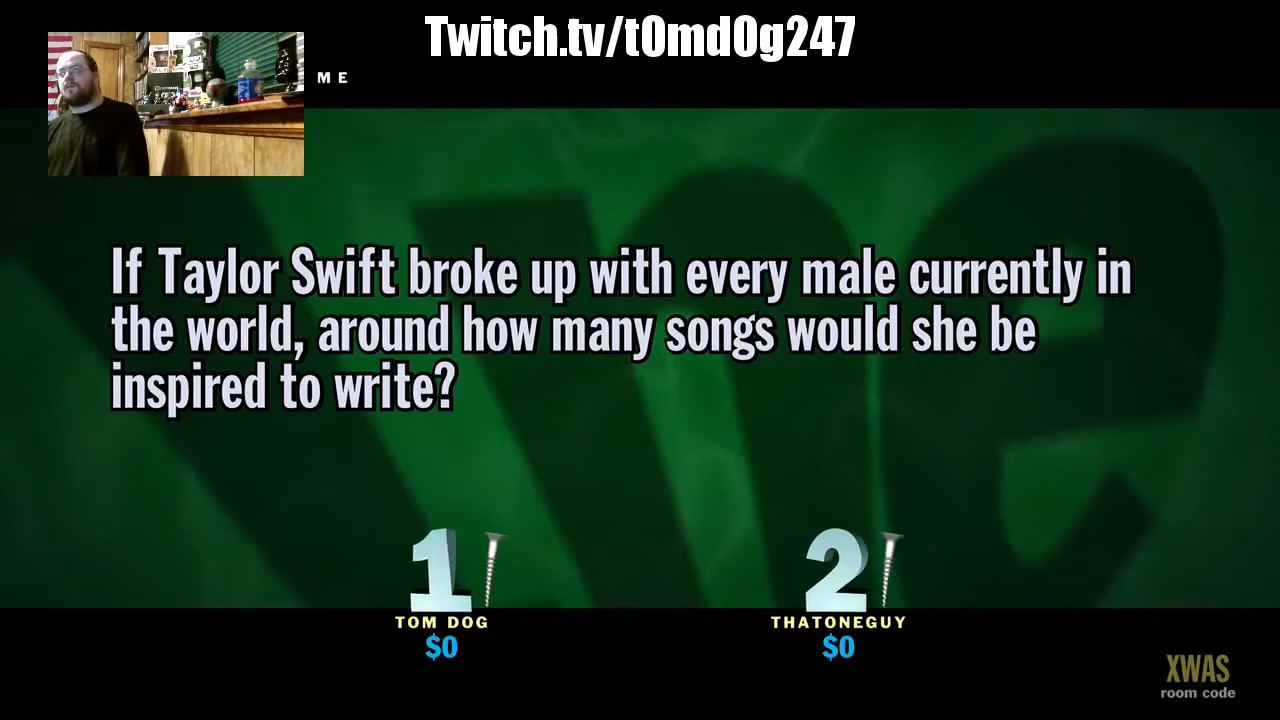 Twitch.tv/t0md0g247
ME
If Taylor Swift broke up with every male currently in
the world, around how many songs would she be
inspired to write?
1
2
TOM DOG
THATONEGUY
$0
$0
XWAS
room code